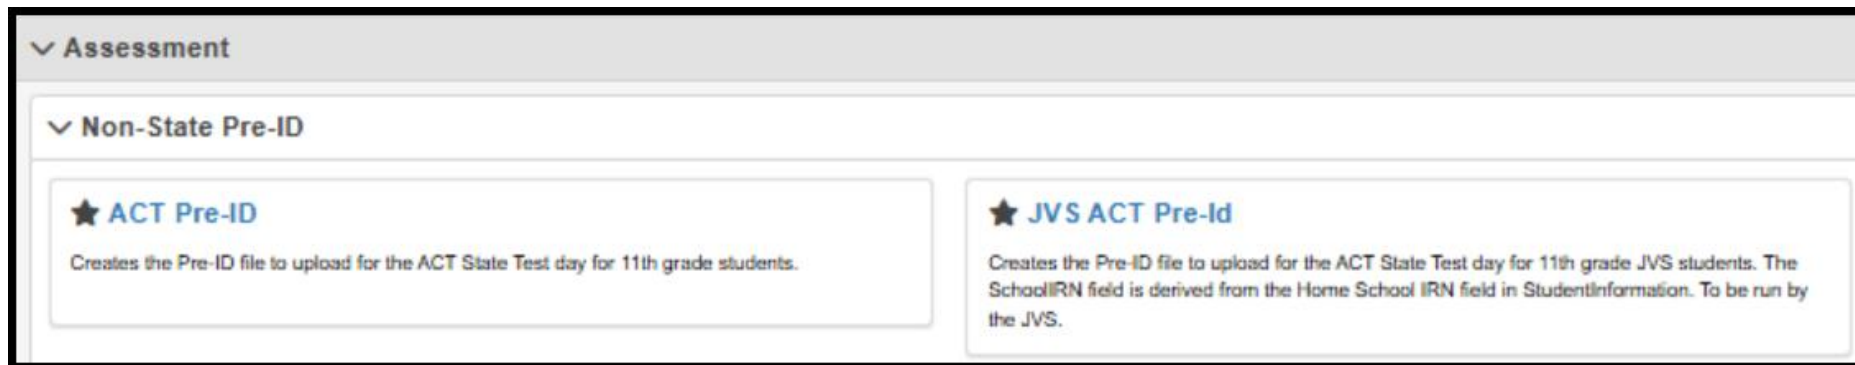 Assessment
Non-State Pre-ID
ACT Pre-ID
Creates the Pre-ID file to upload for the ACT State Test day for 11th grade students.
JVS ACT Pre-Id
Creates the Pre-ID file to upload for the ACT State Test day for 11th grade JVS students. The
SchoolIRN field is derived from the Home School IRN field in StudentInformation. To be run by
the JVS.